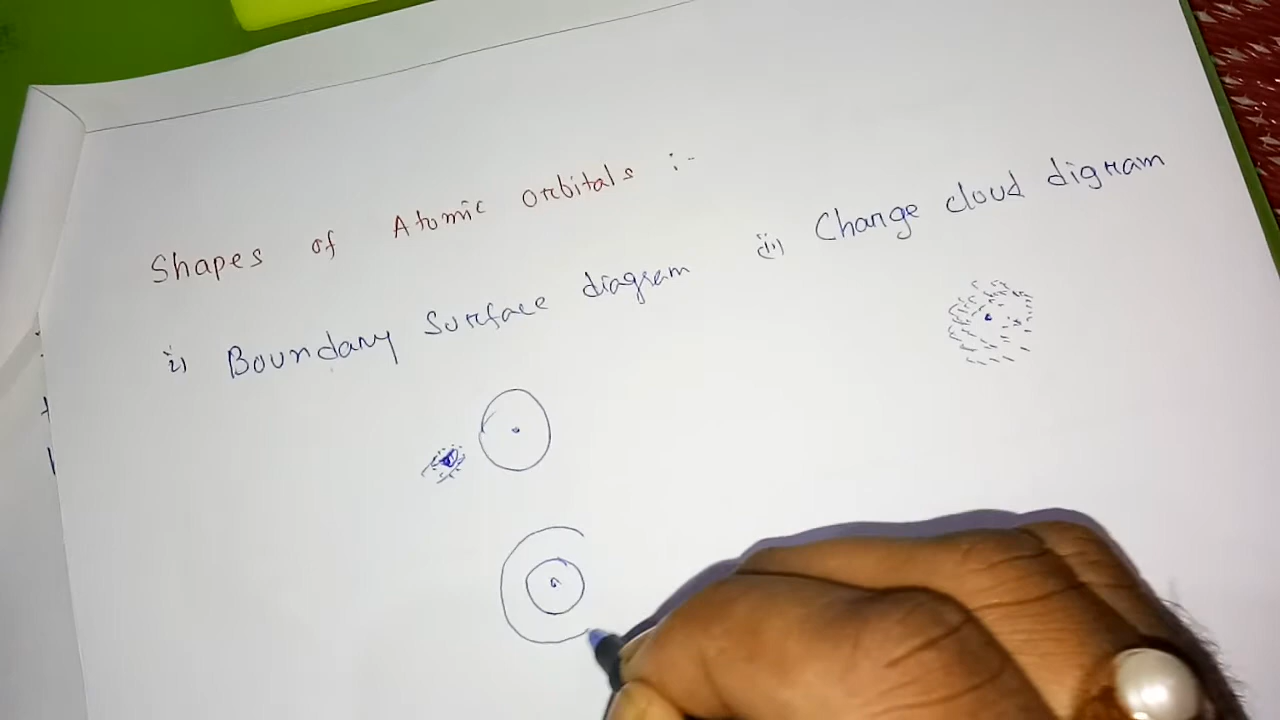 Shapes of Atomic Orbitals :-
i) Boundary Surface diagram
(ii) Change cloud digram